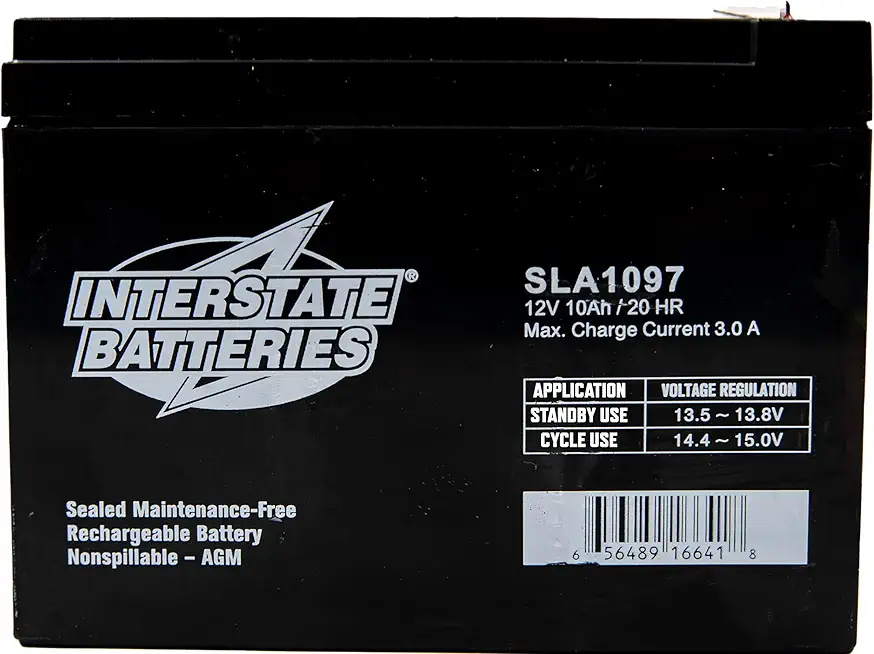 INTERSTATE®
BATTERIES
SLA1097
12V 10Ah / 20 HR
Max. Charge Current 3.0 A
APPLICATION VOLTAGE REGULATION
STANDBY USE 13.5 ~ 13.8V
CYCLE USE 14.4 ~ 15.0V
Sealed Maintenance-Free
Rechargeable Battery
Nonspillable – AGM
6 56489 16641 8